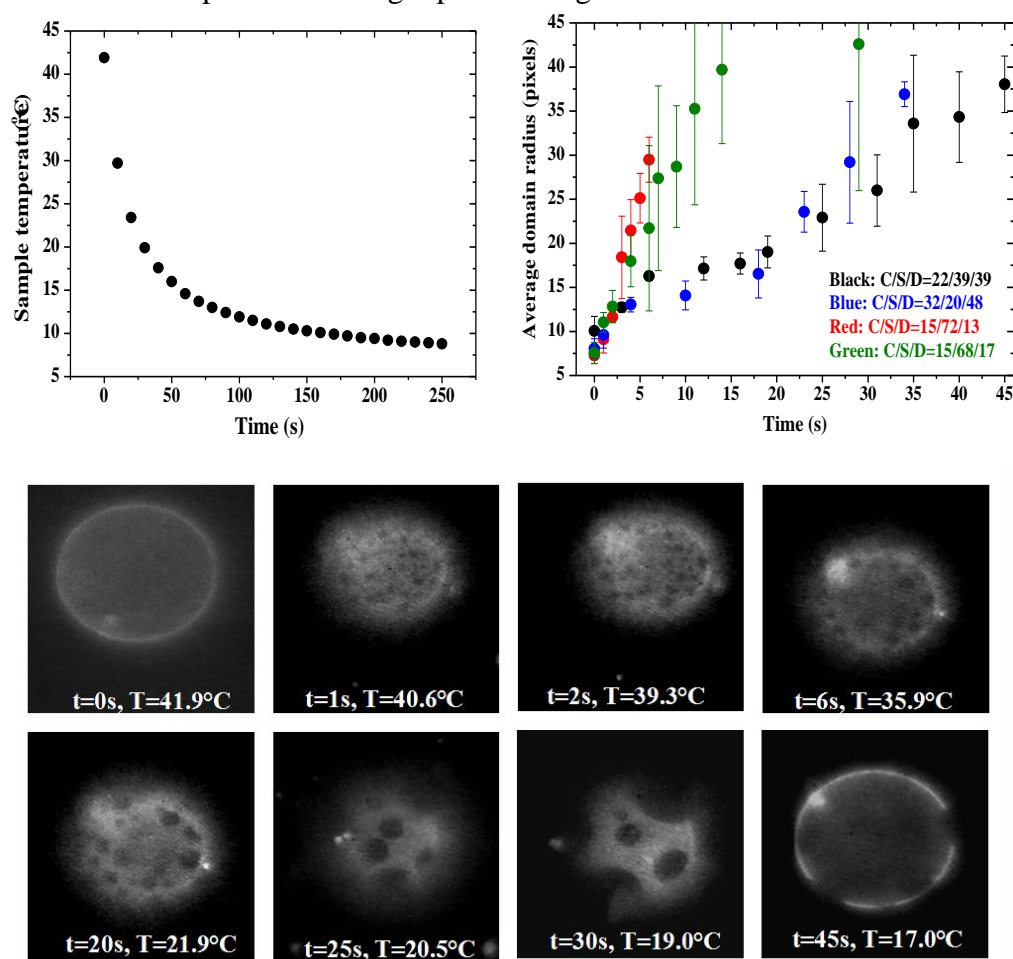 45
40
35
30
25
20
15
10
5
Sample temperature(°C)
0 50 100 150 200 250
Time (s)
45
40
35
30
25
20
15
10
5
Average domain radius (pixels)
Black: C/S/D=22/39/39
Blue: C/S/D=32/20/48
Red: C/S/D=15/72/13
Green: C/S/D=15/68/17
0 5 10 15 20 25 30 35 40 45
Time (s)
t=0s, T=41.9°C
t=1s, T=40.6°C
t=2s, T=39.3°C
t=6s, T=35.9°C
t=20s, T=21.9°C
t=25s, T=20.5°C
t=30s, T=19.0°C
t=45s, T=17.0°C